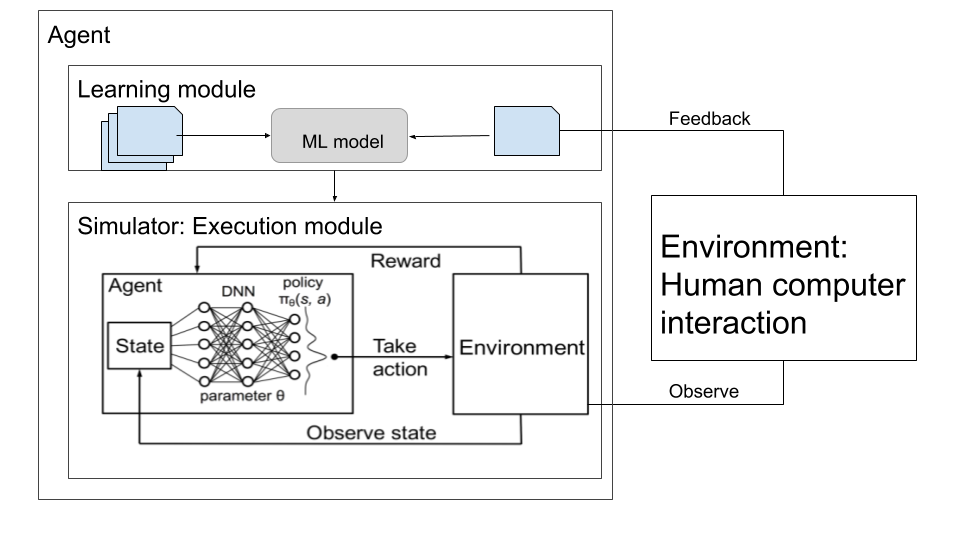 Agent
Learning module
ML model
Feedback
Simulator: Execution module
Reward
Agent
DNN
policy
πθ(s, a)
State
Take
action
Environment
parameter θ
Observe state
Environment:
Human computer
interaction
Observe